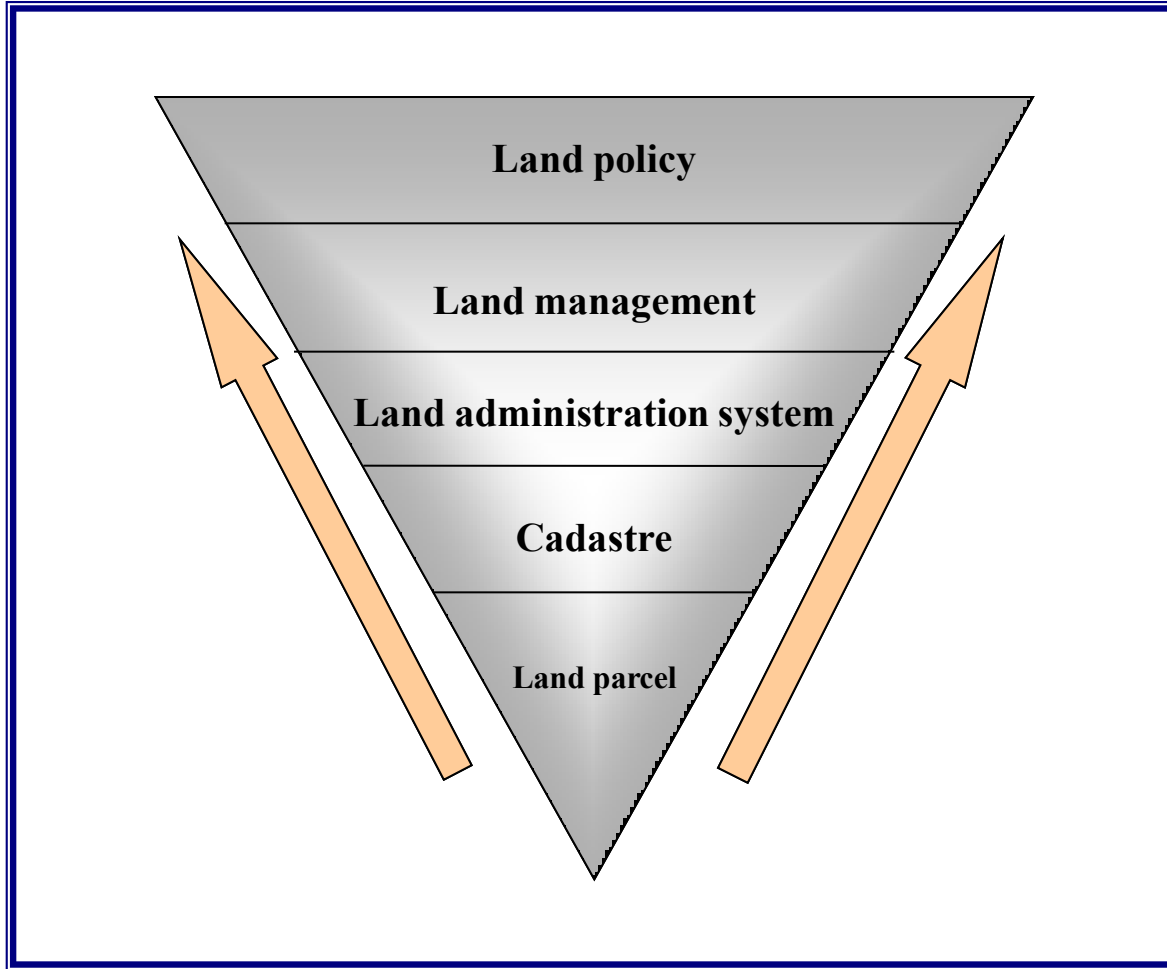 Land policy
Land management
Land administration system
Cadastre
Land parcel